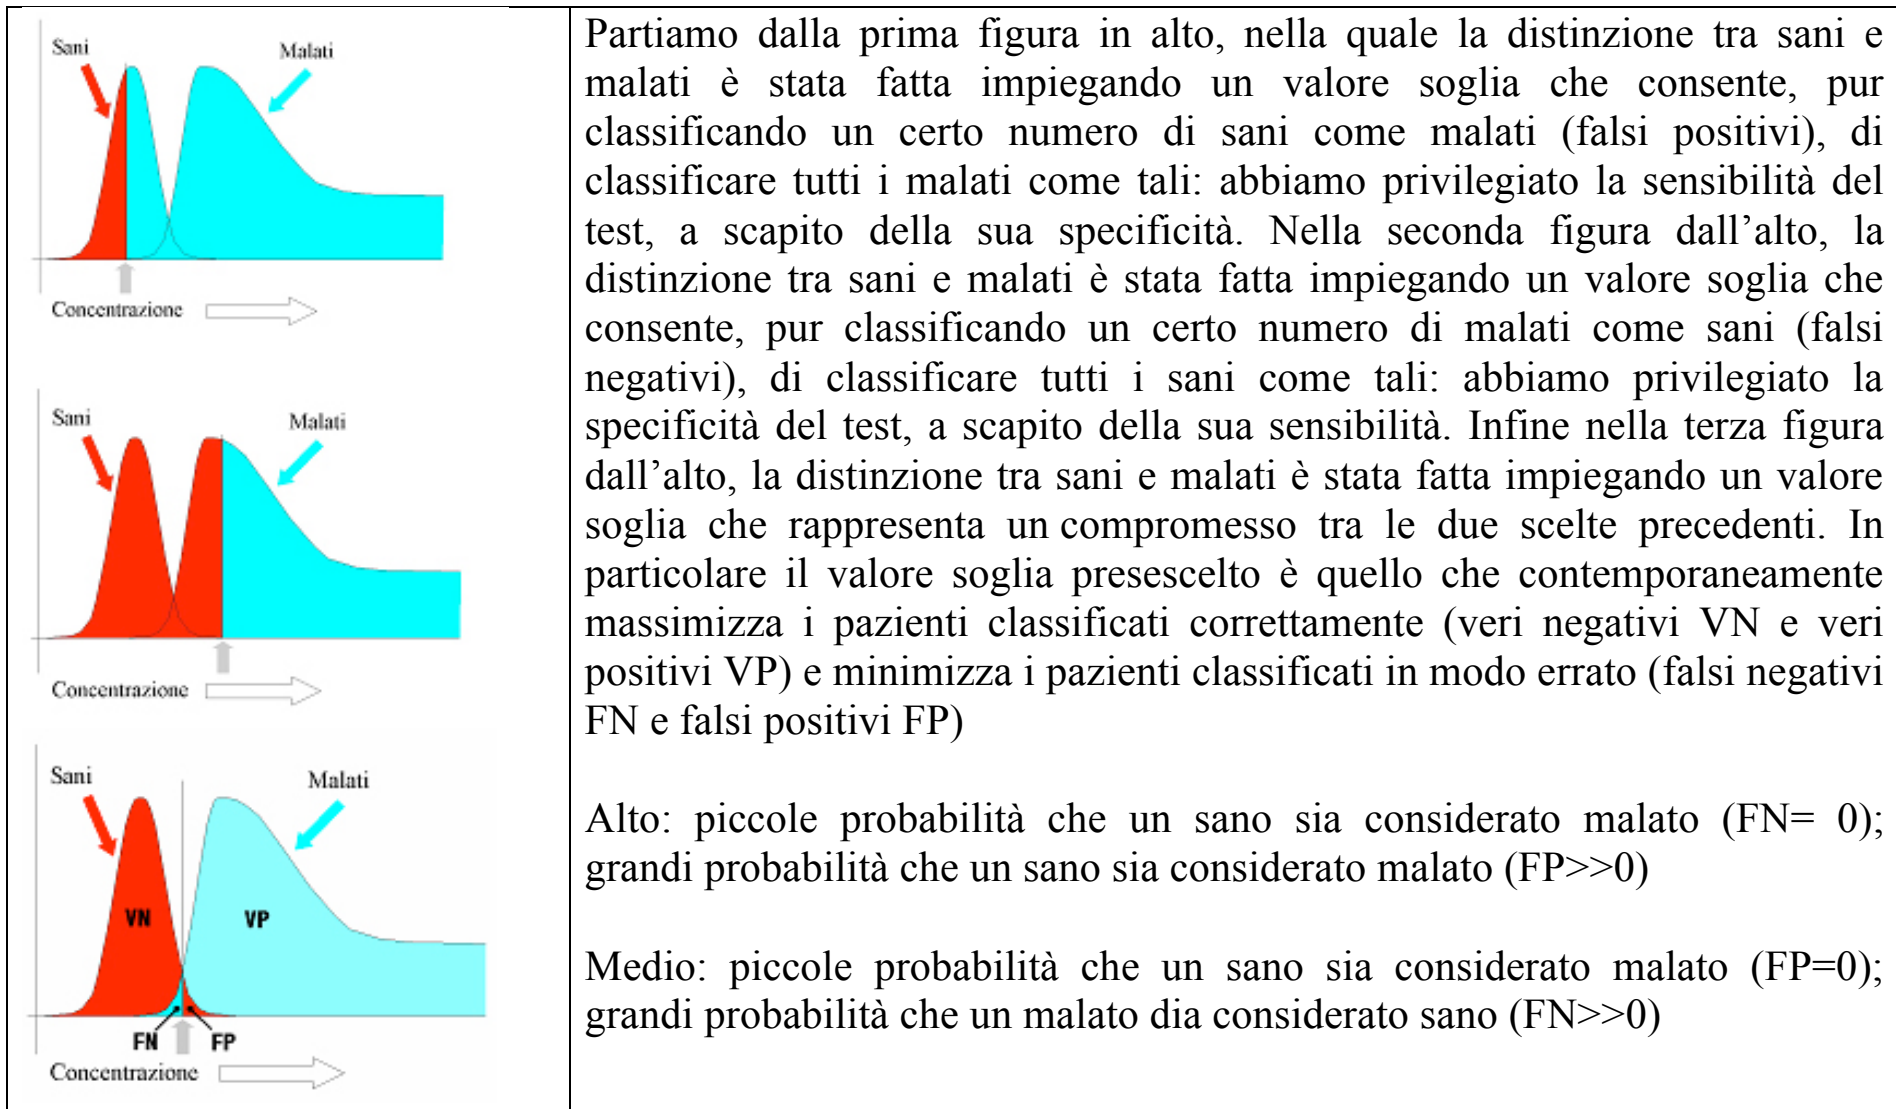 Sani
Malati
Concentrazione
Sani
Malati
Concentrazione
Sani
Malati
VN
VP
FN
FP
Concentrazione
Partiamo dalla prima figura in alto, nella quale la distinzione tra sani e
malati è stata fatta impiegando un valore soglia che consente, pur
classificando un certo numero di sani come malati (falsi positivi), di
classificare tutti i malati come tali: abbiamo privilegiato la sensibilità del
test, a scapito della sua specificità. Nella seconda figura dall’alto, la
distinzione tra sani e malati è stata fatta impiegando un valore soglia che
consente, pur classificando un certo numero di malati come sani (falsi
negativi), di classificare tutti i sani come tali: abbiamo privilegiato la
specificità del test, a scapito della sua sensibilità. Infine nella terza figura
dall’alto, la distinzione tra sani e malati è stata fatta impiegando un valore
soglia che rappresenta un compromesso tra le due scelte precedenti. In
particolare il valore soglia presescelto è quello che contemporaneamente
massimizza i pazienti classificati correttamente (veri negativi VN e veri
positivi VP) e minimizza i pazienti classificati in modo errato (falsi negativi
FN e falsi positivi FP)
Alto: piccole probabilità che un sano sia considerato malato (FN= 0);
grandi probabilità che un sano sia considerato malato (FP>>0)
Medio: piccole probabilità che un sano sia considerato malato (FP=0);
grandi probabilità che un malato dia considerato sano (FN>>0)